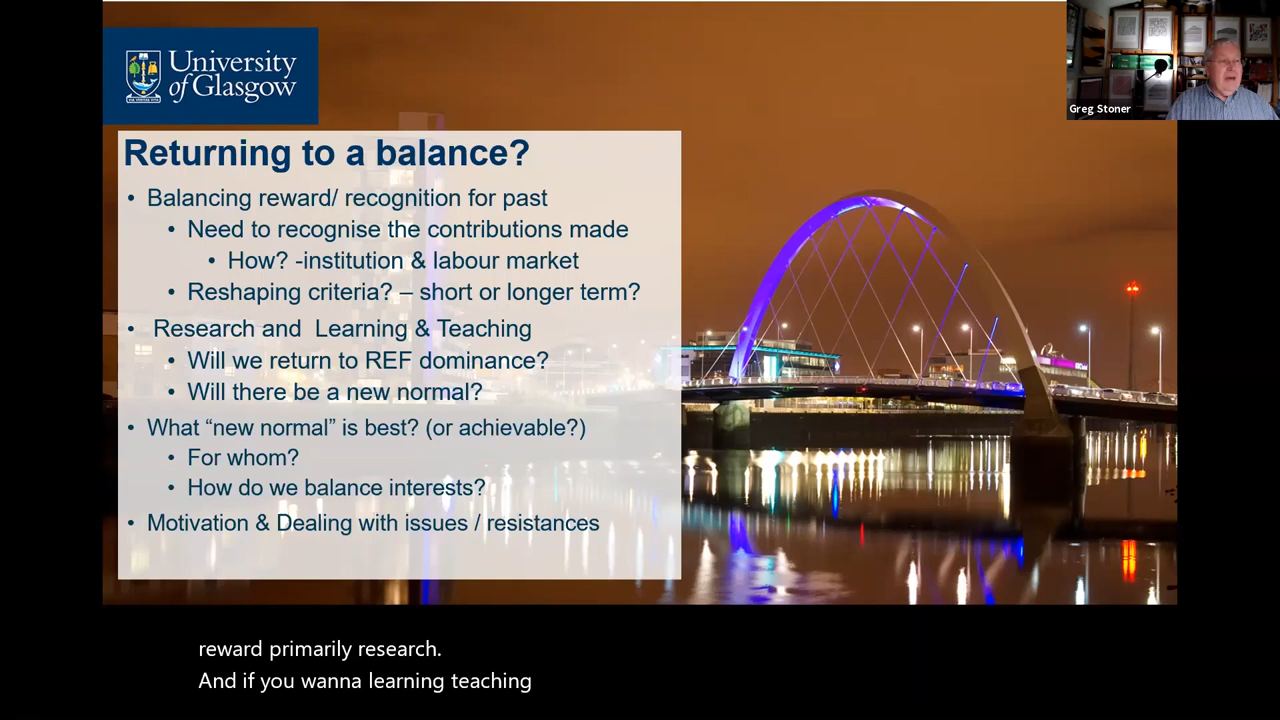 University
of Glasgow
Greg Stoner
Returning to a balance?
• Balancing reward/ recognition for past
• Need to recognise the contributions made
• How? -institution & labour market
• Reshaping criteria? – short or longer term?
• Research and Learning & Teaching
• Will we return to REF dominance?
• Will there be a new normal?
• What “new normal” is best? (or achievable?)
• For whom?
• How do we balance interests?
• Motivation & Dealing with issues / resistances
reward primarily research.
And if you wanna learning teaching